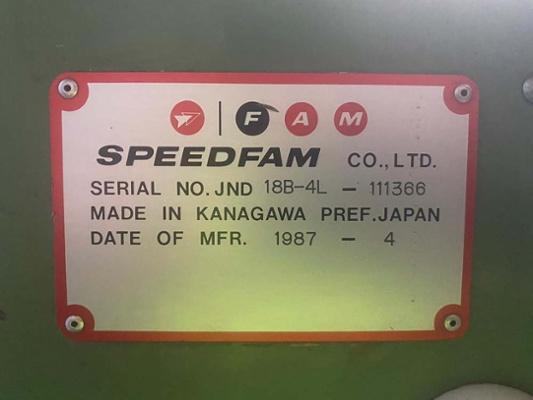 FAM
SPEEDFAM CO., LTD.
SERIAL NO. JND 18B-4L - 111366
MADE IN KANAGAWA PREF. JAPAN
DATE OF MFR. 1987 - 4